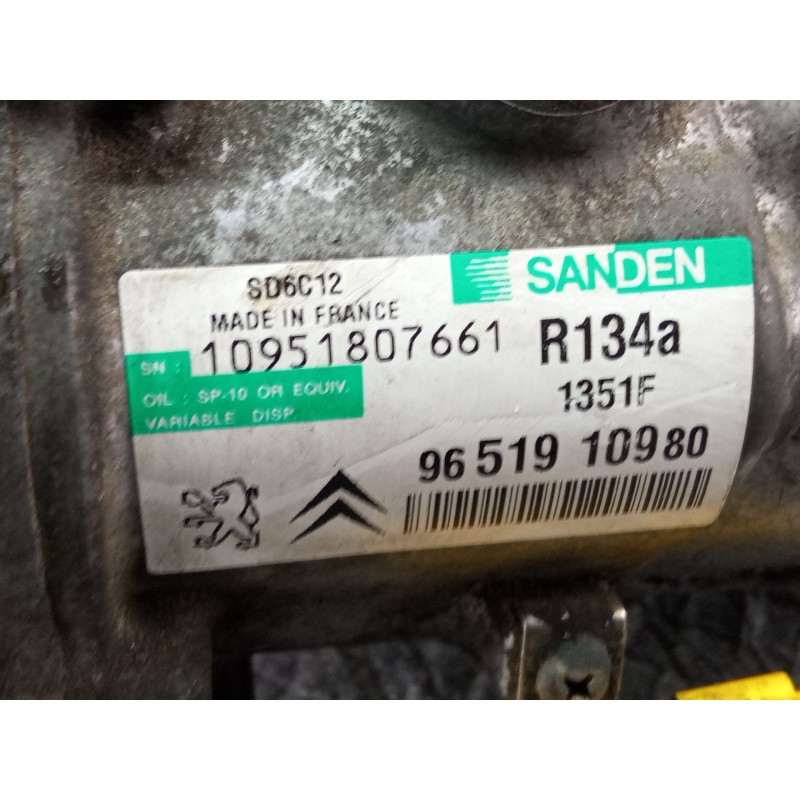 SD6C12
SANDEN
MADE IN FRANCE
SN : 10951807661
R134a
OIL : SP-10 OR EQUIV.
1351F
VARIABLE DISP.
96 519 10980